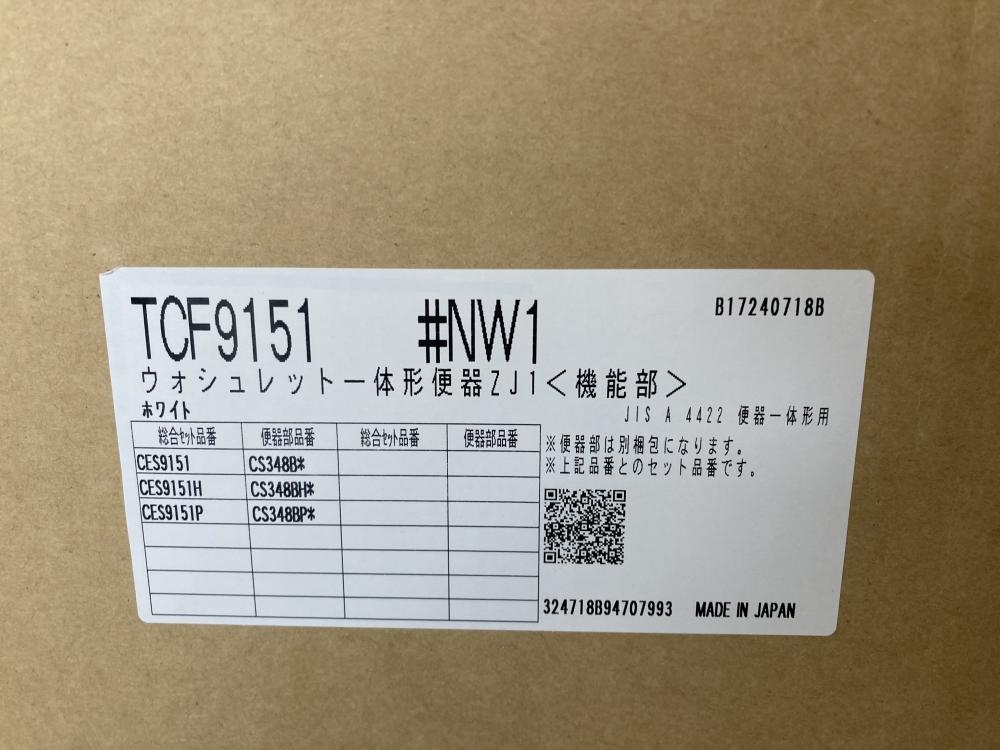 TCF9151 #NW1 B17240718B
ウォシュレット一体形便器ZJ1<機能部>
ホワイト JIS A 4422 便器一体形用
総合ｾｯﾄ品番 便器部品番 総合ｾｯﾄ品番 便器部品番
CES9151 CS348B*
CES9151H CS348BH*
CES9151P CS348BP*
※便器部は別梱包になります。
※上記品番とのセット品番です。
324718B94707993 MADE IN JAPAN